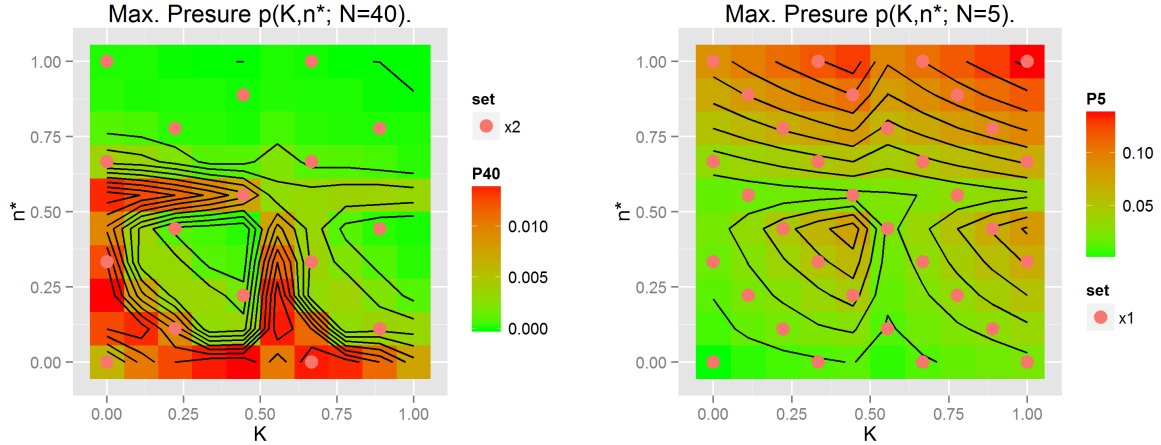 Max. Presure p(K,n*; N=40).
n*
1.00
0.75
0.50
0.25
0.00
0.00 0.25 0.50 0.75 1.00
K
set
x2
P40
0.010
0.005
0.000
Max. Presure p(K,n*; N=5).
n*
1.00
0.75
0.50
0.25
0.00
0.00 0.25 0.50 0.75 1.00
K
P5
0.10
0.05
set
x1